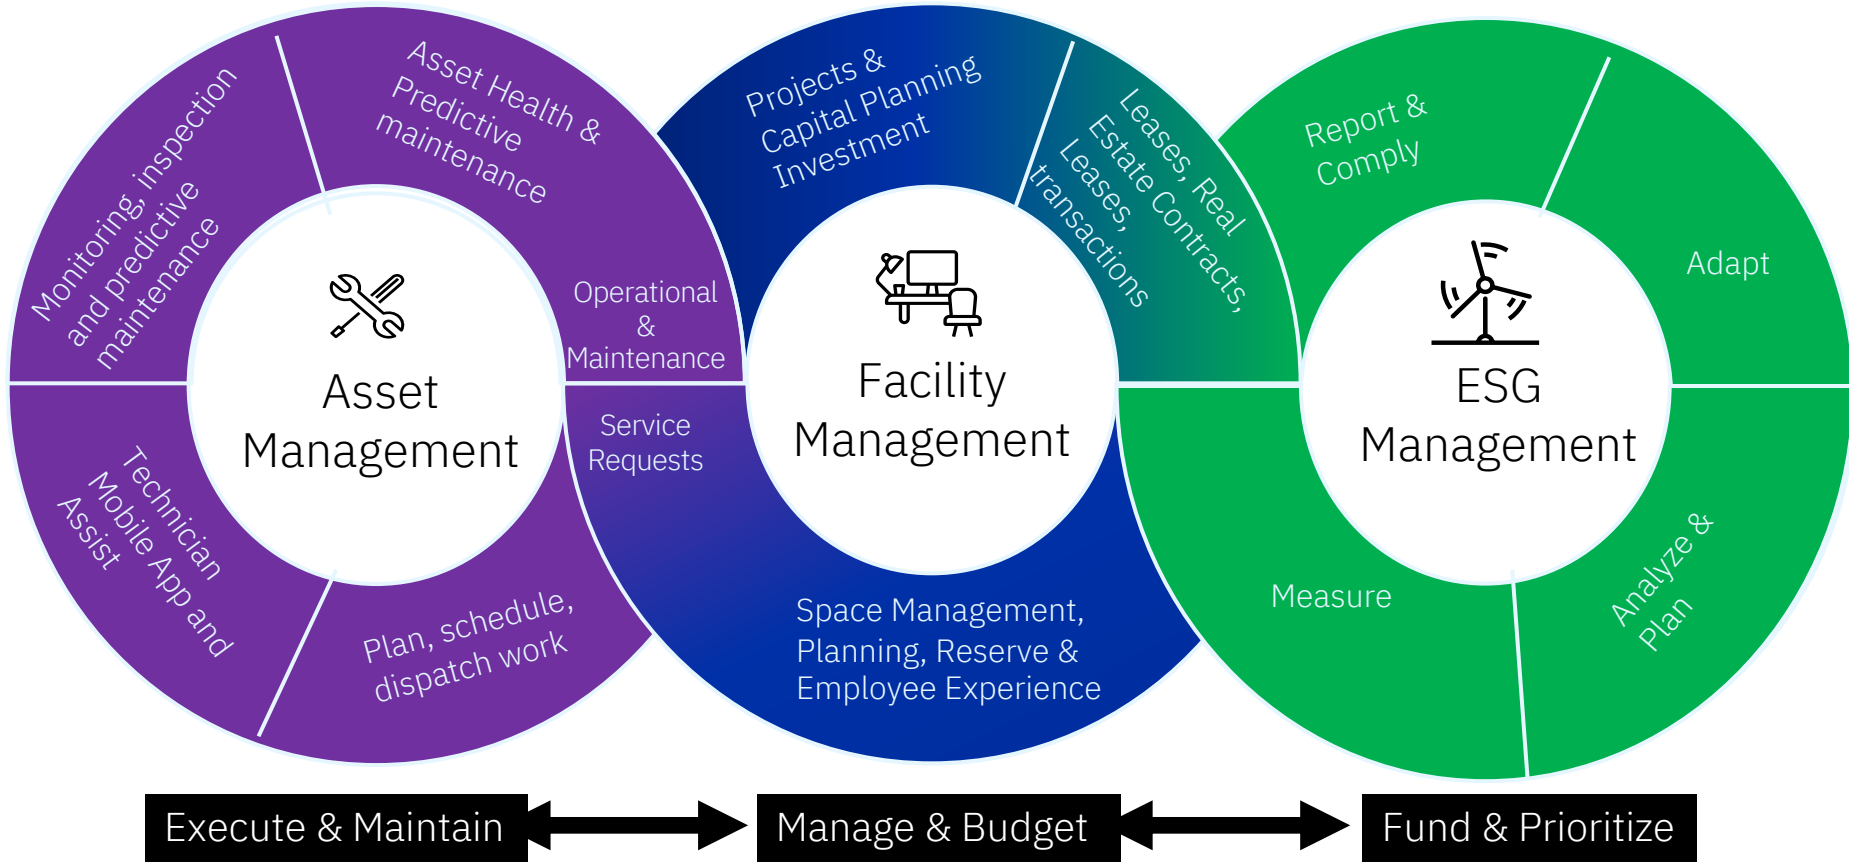 Monitoring, inspection
and predictive
maintenance
Asset Health &
Predictive
maintenance
Operational
&
Maintenance
Asset
Management
Technician
Mobile App and
Assist
Plan, schedule,
dispatch work
Projects &
Capital Planning
Investment
Leases, Real
Estate Contracts,
Leases,
transactions
Facility
Management
Service
Requests
Space Management,
Planning, Reserve &
Employee Experience
Report &
Comply
Adapt
ESG
Management
Measure
Analyze &
Plan
Execute & Maintain
Manage & Budget
Fund & Prioritize